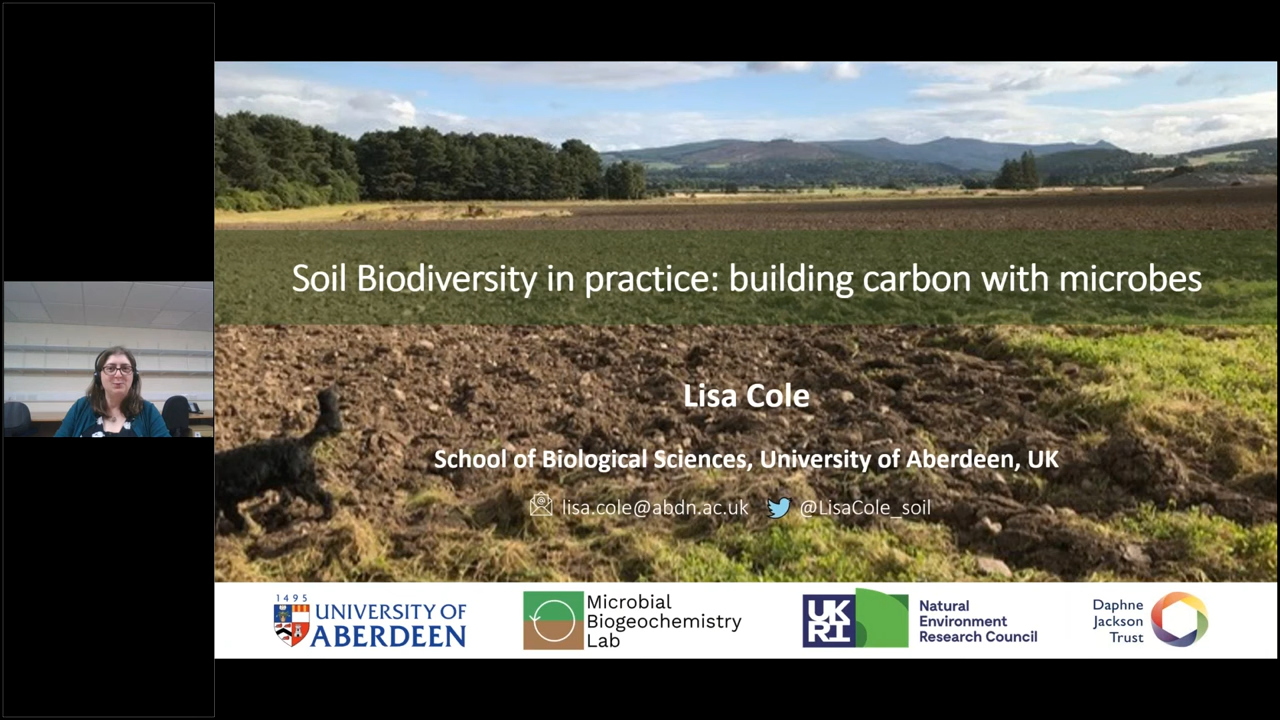 Soil Biodiversity in practice: building carbon with microbes
Lisa Cole
School of Biological Sciences, University of Aberdeen, UK
lisa.cole@abdn.ac.uk @LisaCole_soil
1495
UNIVERSITY OF
ABERDEEN
Microbial
Biogeochemistry
Lab
UK
RI
Natural
Environment
Research Council
Daphne
Jackson
Trust